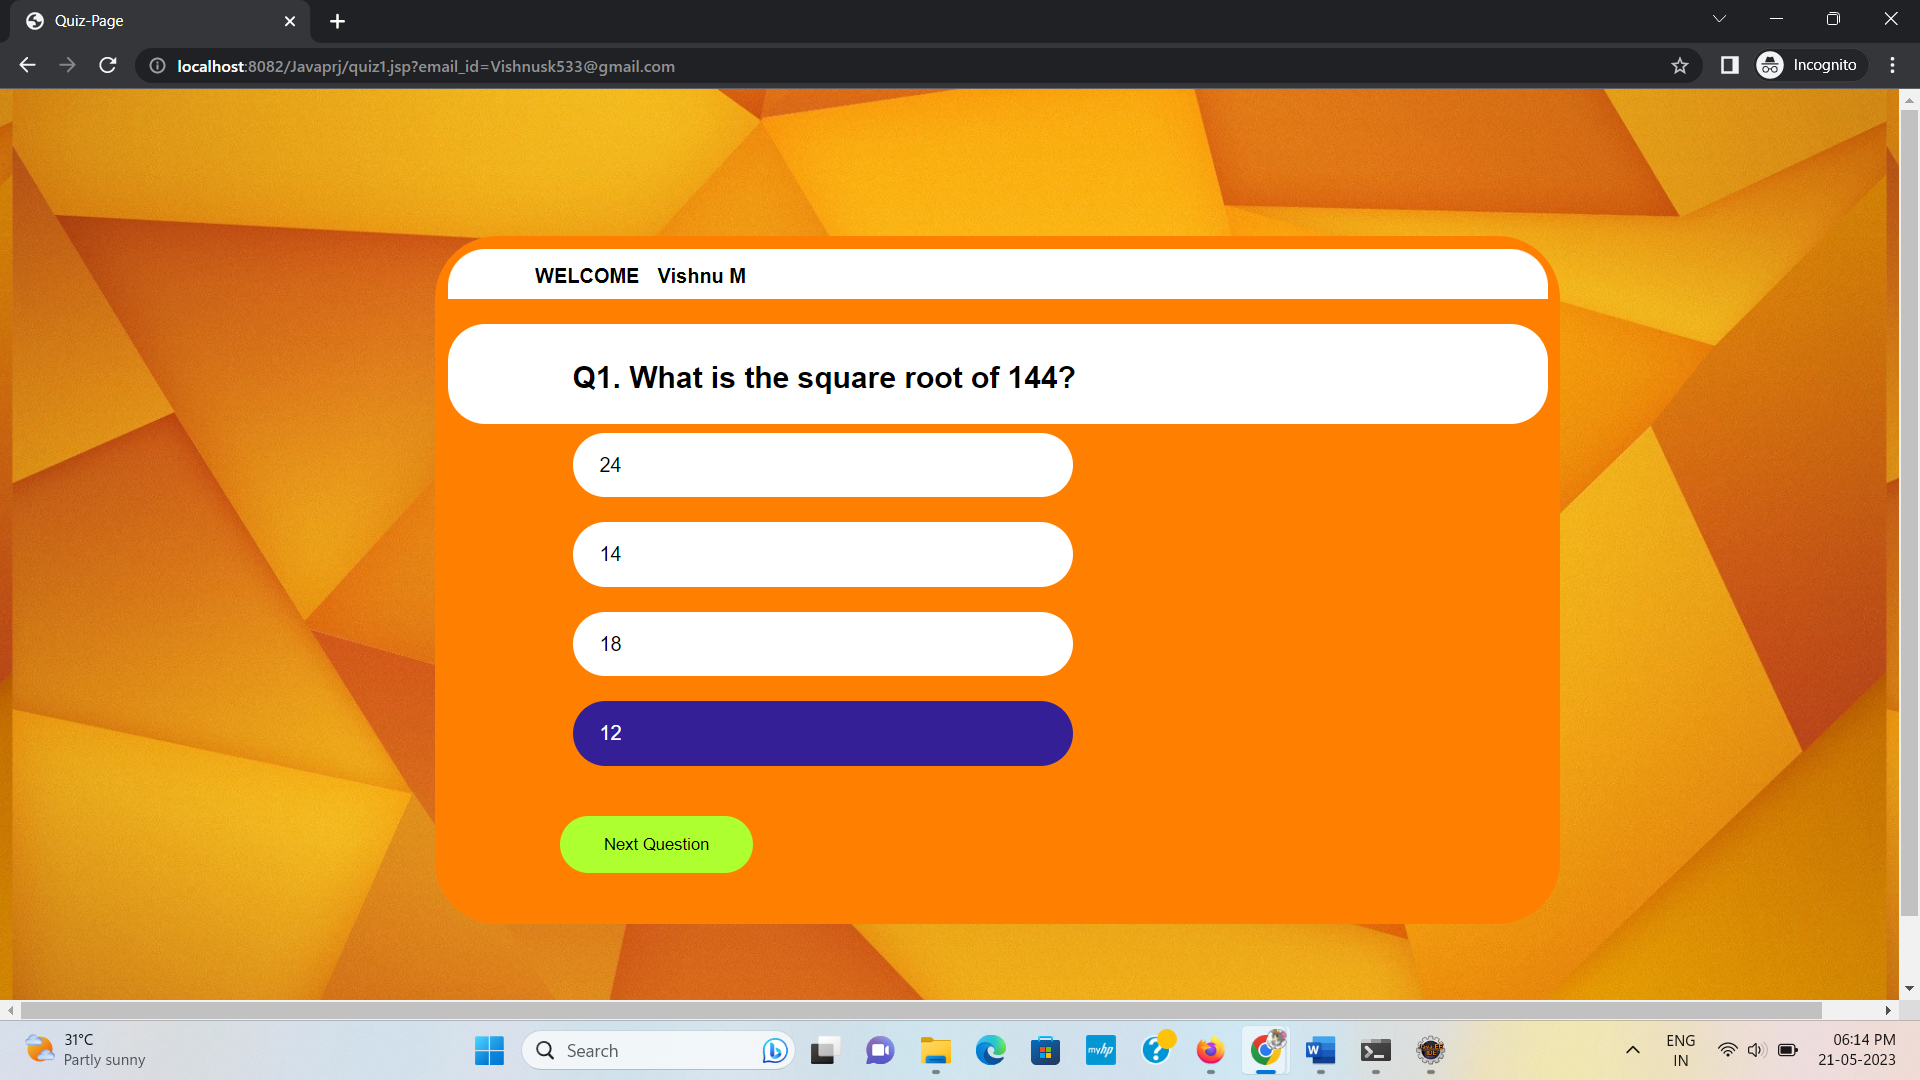 Quiz-Page
localhost:8082/Javaprj/quiz1.jsp?email_id=Vishnusk533@gmail.com
Incognito
WELCOME Vishnu M
Q1. What is the square root of 144?
24
14
18
12
Next Question
31°C
Partly sunny
Search
myhp
W
ENG
IN
06:14 PM
21-05-2023